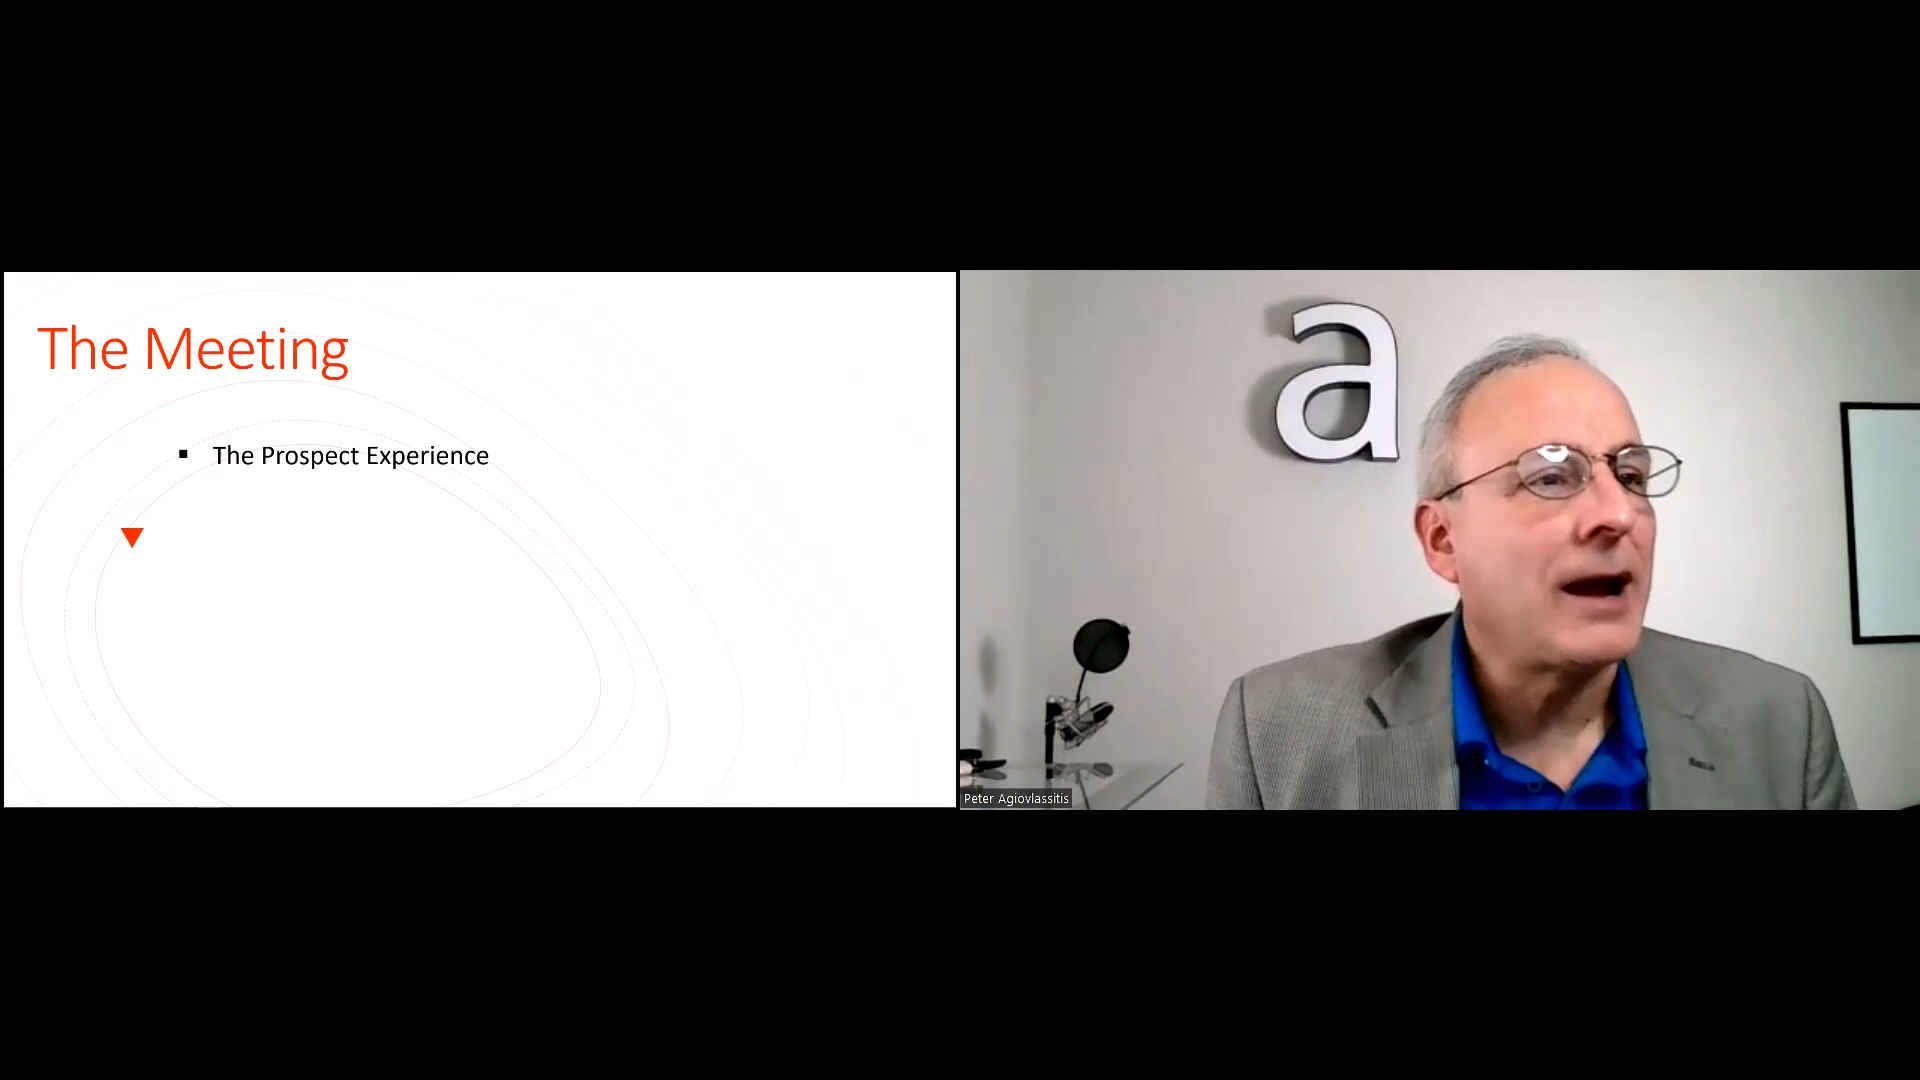 The Meeting
▪ The Prospect Experience
a
Peter Agiovlassitis